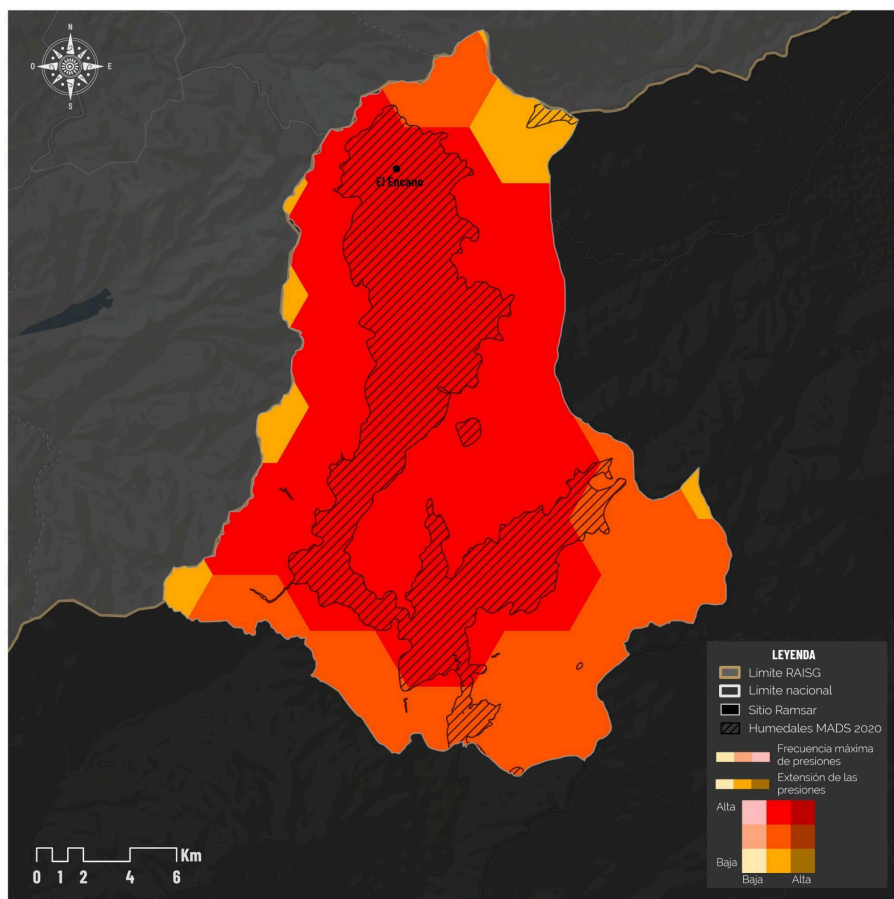 N
O
E
S
El Encano
LEYENDA
Límite RAISG
Límite nacional
Sitio Ramsar
Humedales MADS 2020
Frecuencia máxima
de presiones
Extensión de las
presiones
Alta
Baja
Baja
Alta
Km
0 1 2 4 6